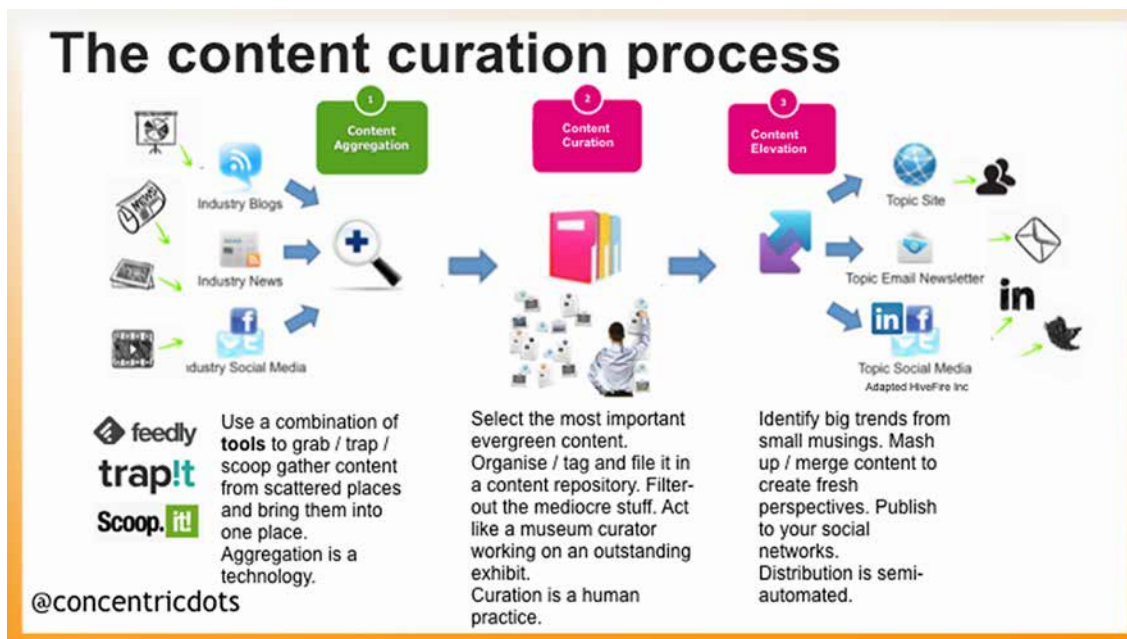 The content curation process
1
Content
Aggregation
2
Content
Curation
3
Content
Elevation
NEWS
Industry Blogs
Industry News
ndustry Social Media
Topic Site
Topic Email Newsletter
in
in
Topic Social Media
Adapted HiveFire Inc
feedly
trap!t
Scoop.it!
Use a combination of
tools to grab / trap /
scoop gather content
from scattered places
and bring them into
one place.
Aggregation is a
technology.
Select the most important
evergreen content.
Organise / tag and file it in
a content repository. Filter-
out the mediocre stuff. Act
like a museum curator
working on an outstanding
exhibit.
Curation is a human
practice.
Identify big trends from
small musings. Mash
up / merge content to
create fresh
perspectives. Publish
to your social
networks.
Distribution is semi-
automated.
@concentricdots